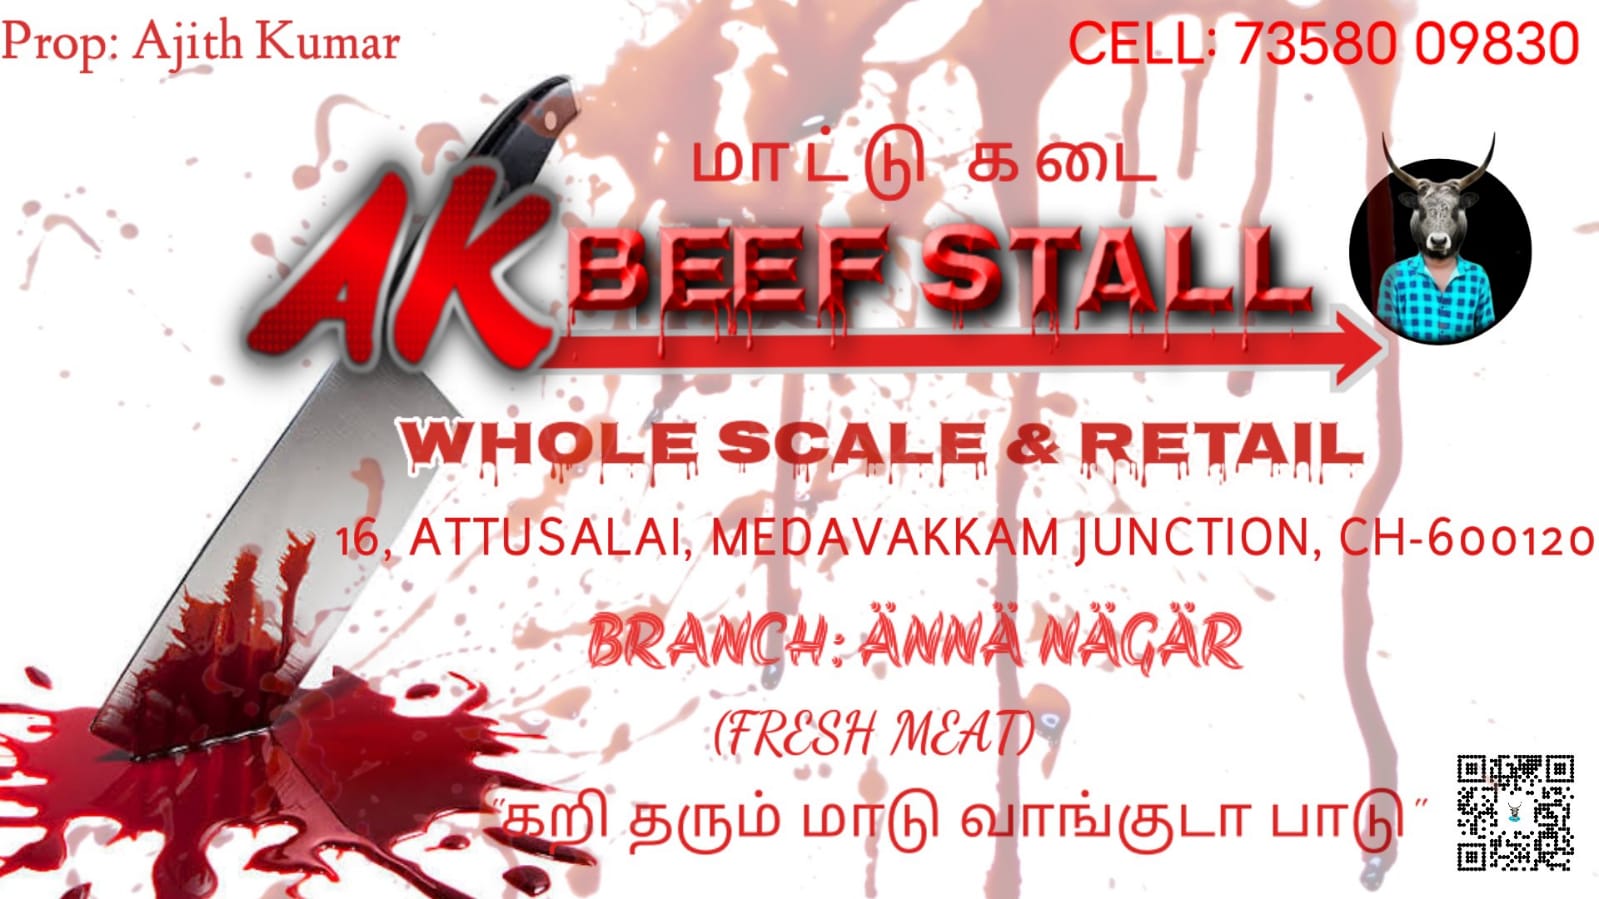 Prop: Ajith Kumar
CELL: 73580 09830
மாட்டு கடை
AK BEEF STALL
WHOLE SCALE & RETAIL
16, ATTUSALAI, MEDAVAKKAM JUNCTION, CH-600120
BRANCH: ÄNNÄ NÄGÄR
(FRESH MEAT)
"கறி தரும் மாடு வாங்குடா பாடு"